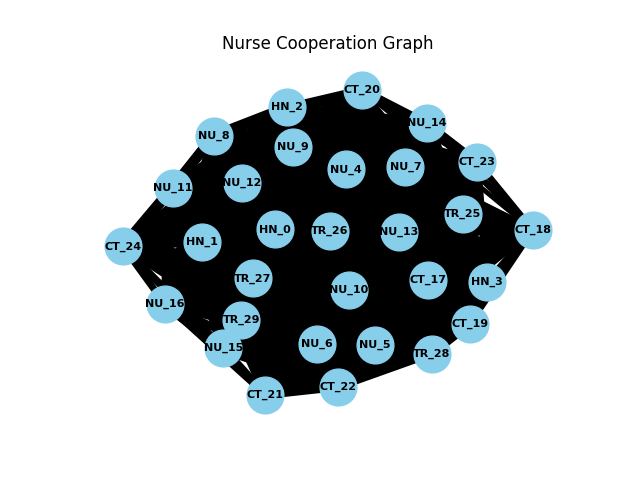 Nurse Cooperation Graph
CT_20
HN_2
NU_14
NU_8
NU_9
CT_23
NU_7
NU_4
NU_12
NU_11
TR_25
HN_0
TR_26
NU_13
CT_18
HN_1
CT_24
TR_27
CT_17
HN_3
NU_10
NU_16
TR_29
CT_19
NU_15
NU_6
NU_5
TR_28
CT_22
CT_21